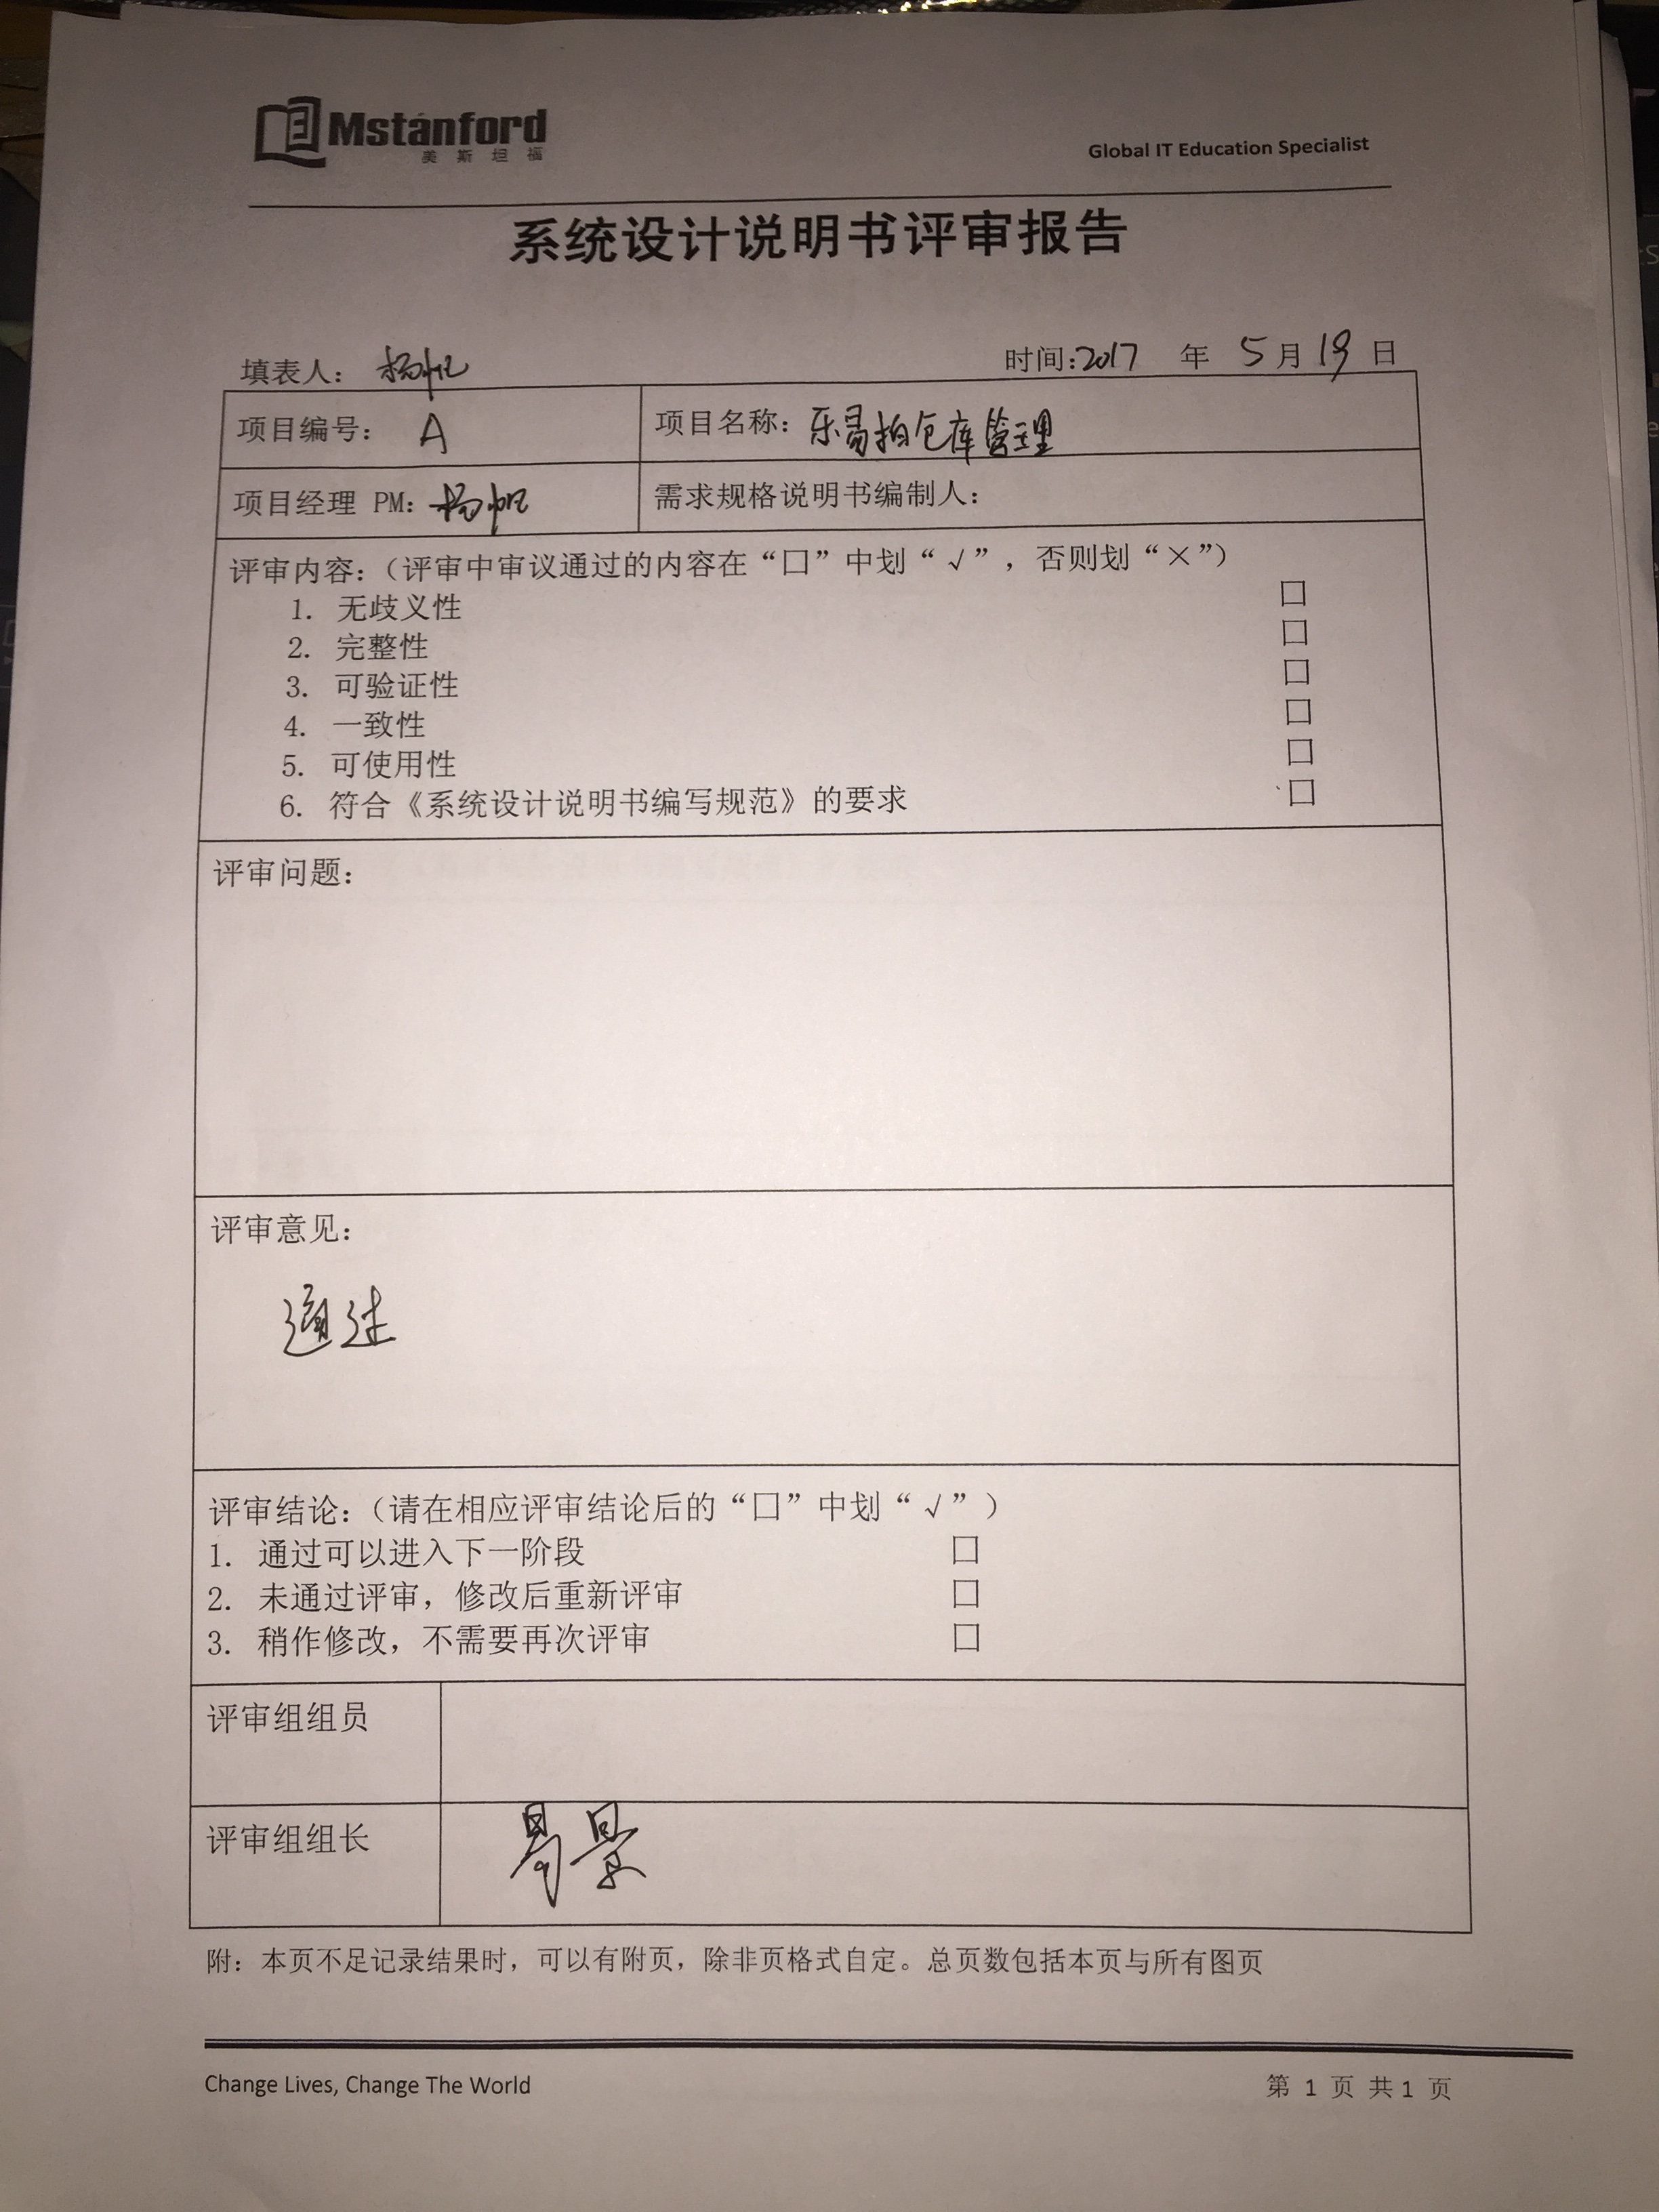 Mstanford
美斯坦福
Global IT Education Specialist
系统设计说明书评审报告
填表人： 杨帆
时间:2017 年 5月19日
项目编号： A
项目名称：乐易拍仓库管理
项目经理 PM：杨帆
需求规格说明书编制人：
评审内容：（评审中审议通过的内容在“口”中划“√”，否则划“×”）
1. 无歧义性 口
2. 完整性 口
3. 可验证性 口
4. 一致性 口
5. 可使用性 口
6. 符合《系统设计说明书编写规范》的要求 口
评审问题：
评审意见：
通过
评审结论：（请在相应评审结论后的“口”中划“√”）
1. 通过可以进入下一阶段 口
2. 未通过评审，修改后重新评审 口
3. 稍作修改，不需要再次评审 口
评审组组员
评审组组长 易景
附：本页不足记录结果时，可以有附页，除非页格式自定。总页数包括本页与所有图页
Change Lives, Change The World
第 1 页 共 1 页